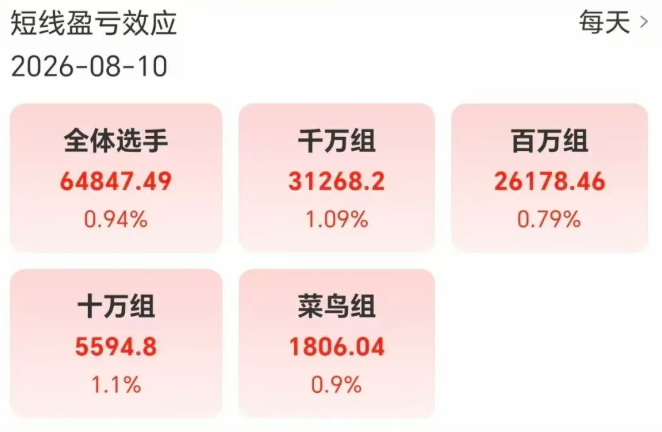 短线盈亏效应
每天 >
2026-08-10
全体选手
64847.49
0.94%
千万组
31268.2
1.09%
百万组
26178.46
0.79%
十万组
5594.8
1.1%
菜鸟组
1806.04
0.9%